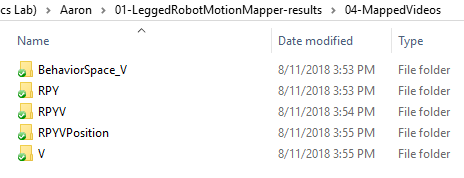 cs Lab) > Aaron > 01-LeggedRobotMotionMapper-results > 04-MappedVideos
Name Date modified Type
BehaviorSpace_V 8/11/2018 3:53 PM File folder
RPY 8/11/2018 3:53 PM File folder
RPYV 8/11/2018 3:54 PM File folder
RPYVPosition 8/11/2018 3:55 PM File folder
V 8/11/2018 3:55 PM File folder